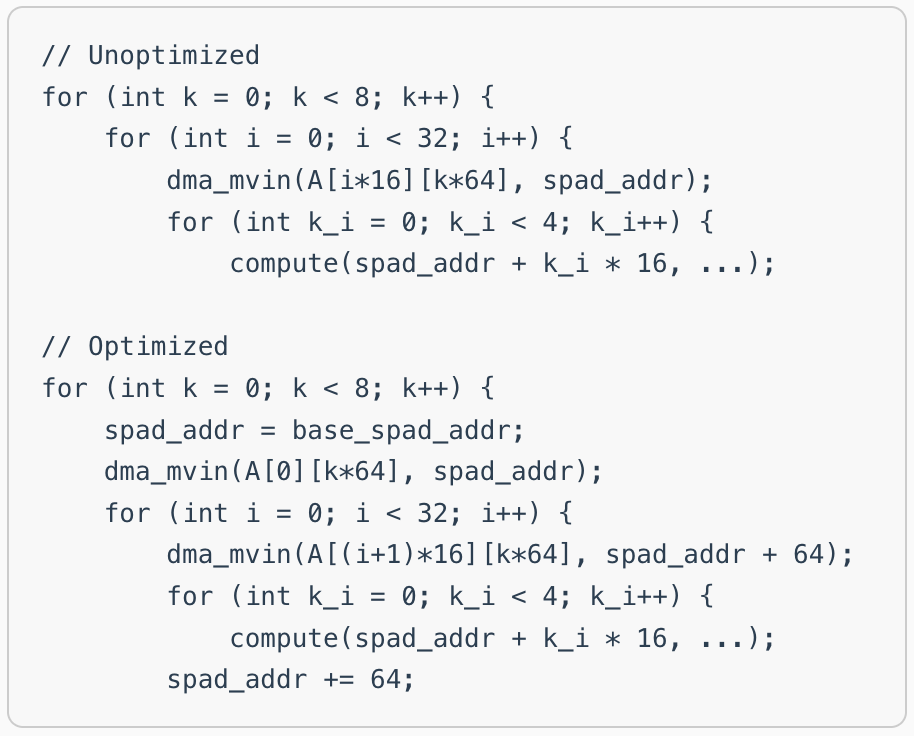 // Unoptimized
for (int k = 0; k < 8; k++) {
    for (int i = 0; i < 32; i++) {
        dma_mvin(A[i*16][k*64], spad_addr);
        for (int k_i = 0; k_i < 4; k_i++) {
            compute(spad_addr + k_i * 16, ...);

// Optimized
for (int k = 0; k < 8; k++) {
    spad_addr = base_spad_addr;
    dma_mvin(A[0][k*64], spad_addr);
    for (int i = 0; i < 32; i++) {
        dma_mvin(A[(i+1)*16][k*64], spad_addr + 64);
        for (int k_i = 0; k_i < 4; k_i++) {
            compute(spad_addr + k_i * 16, ...);
        spad_addr += 64;